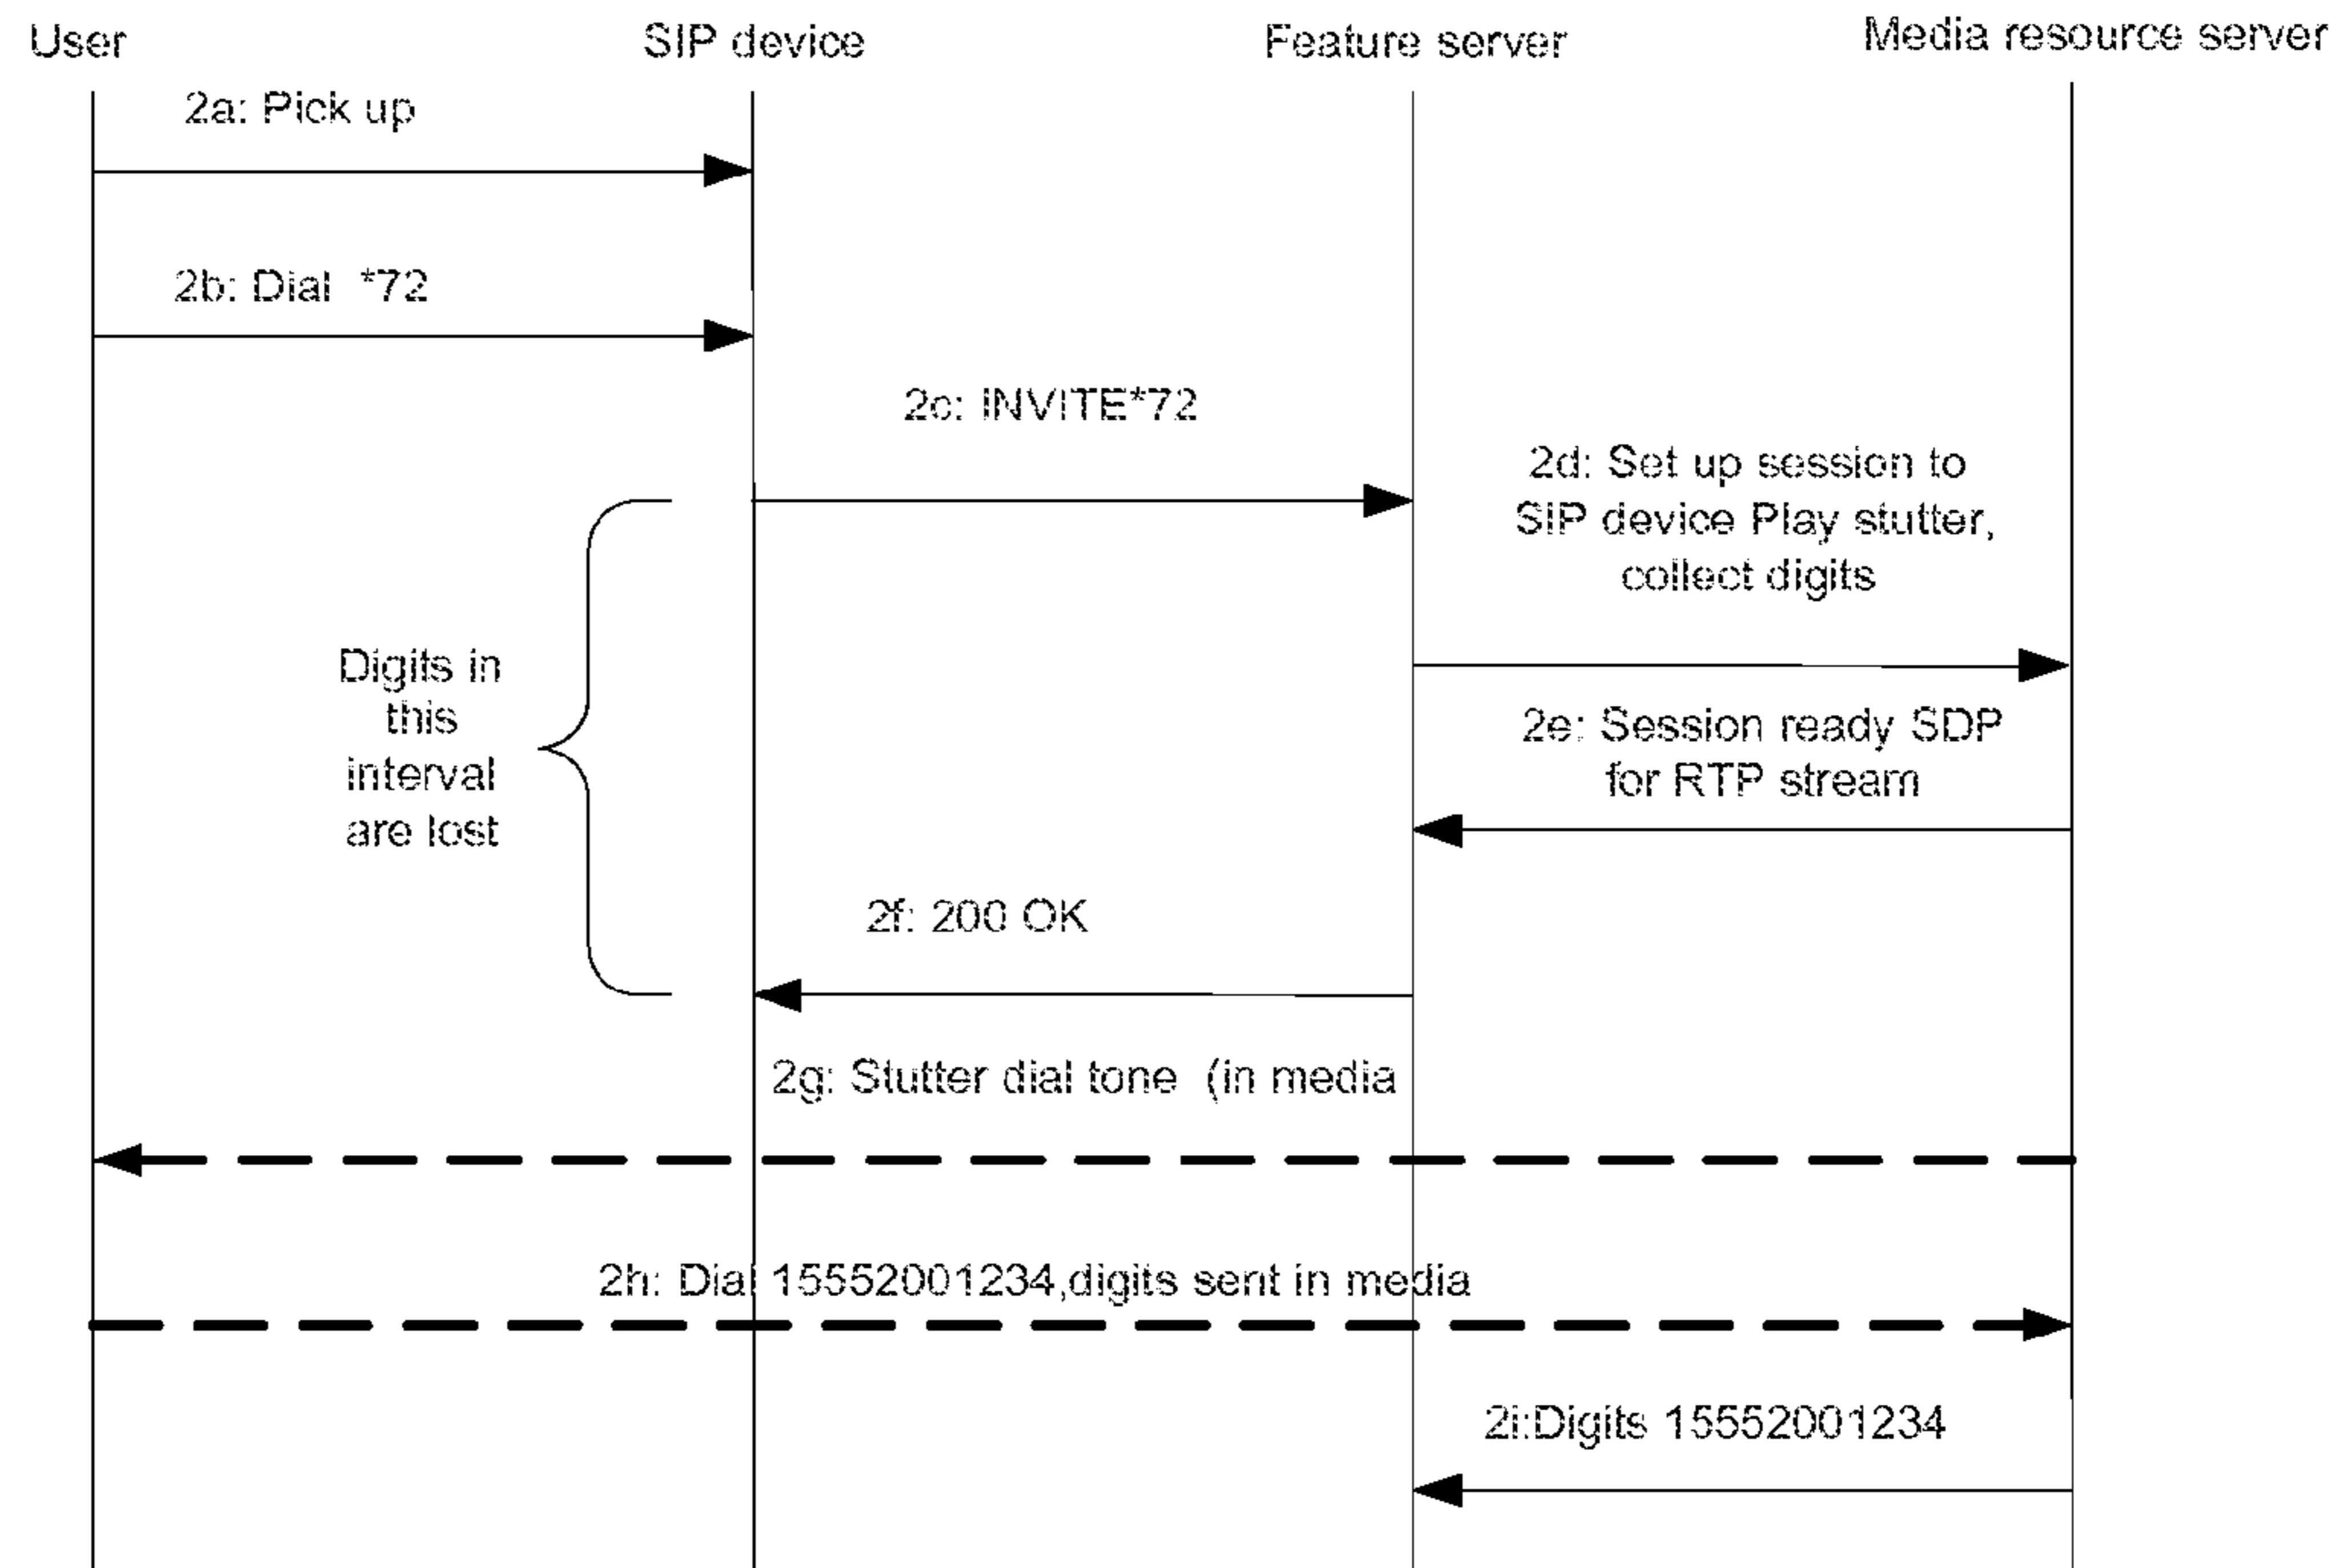 User
SIP device
Feature server
Media resource server
2a: Pick up
2b: Dial *72
2c: INVITE*72
2d: Set up session to
SIP device Play stutter,
collect digits
Digits in
this
interval
are lost
2e: Session ready SDP
for RTP stream
2f: 200 OK
2g: Stutter dial tone (in media
2h: Dial 15552001234,digits sent in media
2i:Digits 15552001234